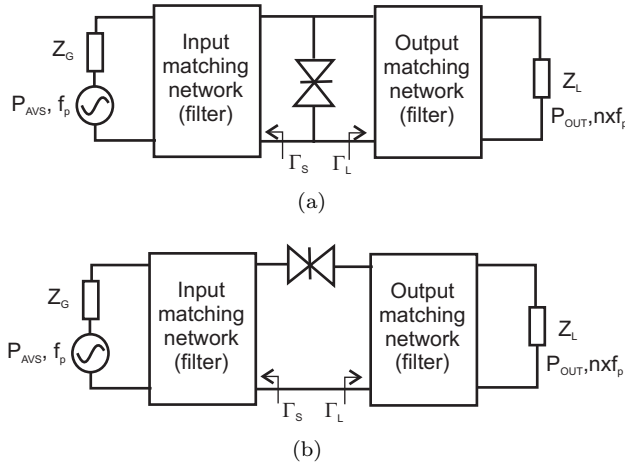 Z_G
P_AVS, f_p
Input
matching
network
(filter)
Γ_S
Γ_L
Output
matching
network
(filter)
Z_L
P_OUT, nxf_p
(a)
Z_G
P_AVS, f_p
Input
matching
network
(filter)
Γ_S
Γ_L
Output
matching
network
(filter)
Z_L
P_OUT, nxf_p
(b)